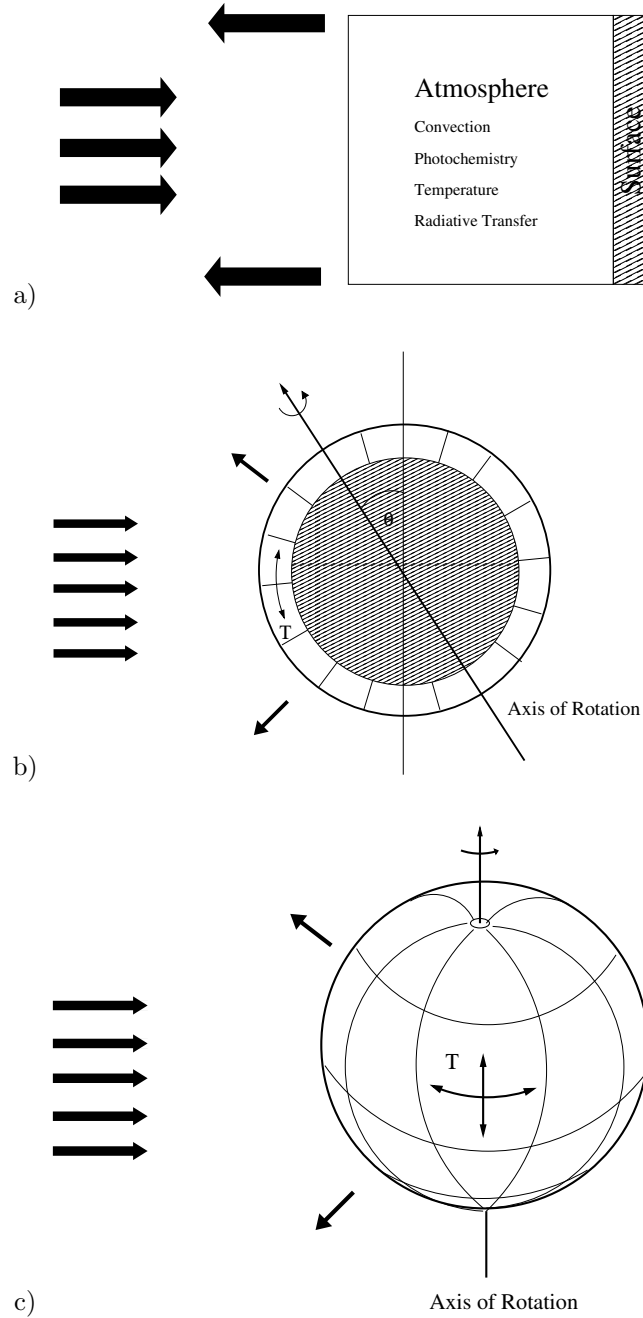 Atmosphere
Convection
Photochemistry
Temperature
Radiative Transfer
Surface
a)
θ
T
Axis of Rotation
b)
T
Axis of Rotation
c)